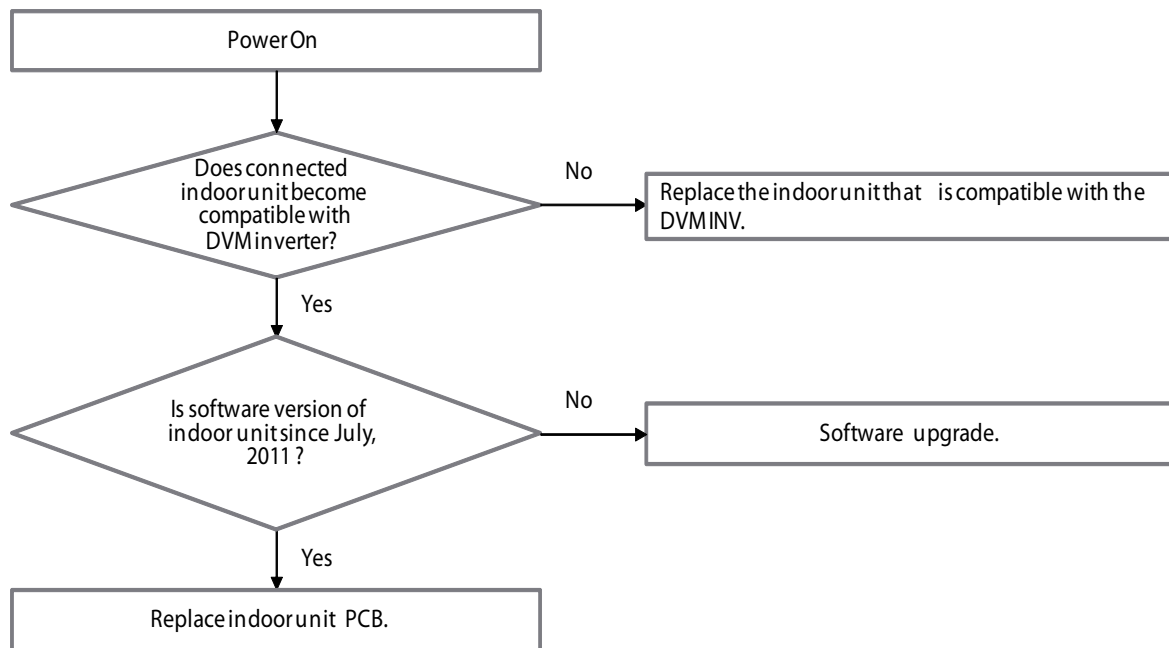 Power On
Does connected
indoor unit become
compatible with
DVM inverter?
No
Replace the indoor unit that is compatible with the
DVM INV.
Yes
Is software version of
indoor unit since July,
2011 ?
No
Software upgrade.
Yes
Replace indoor unit PCB.